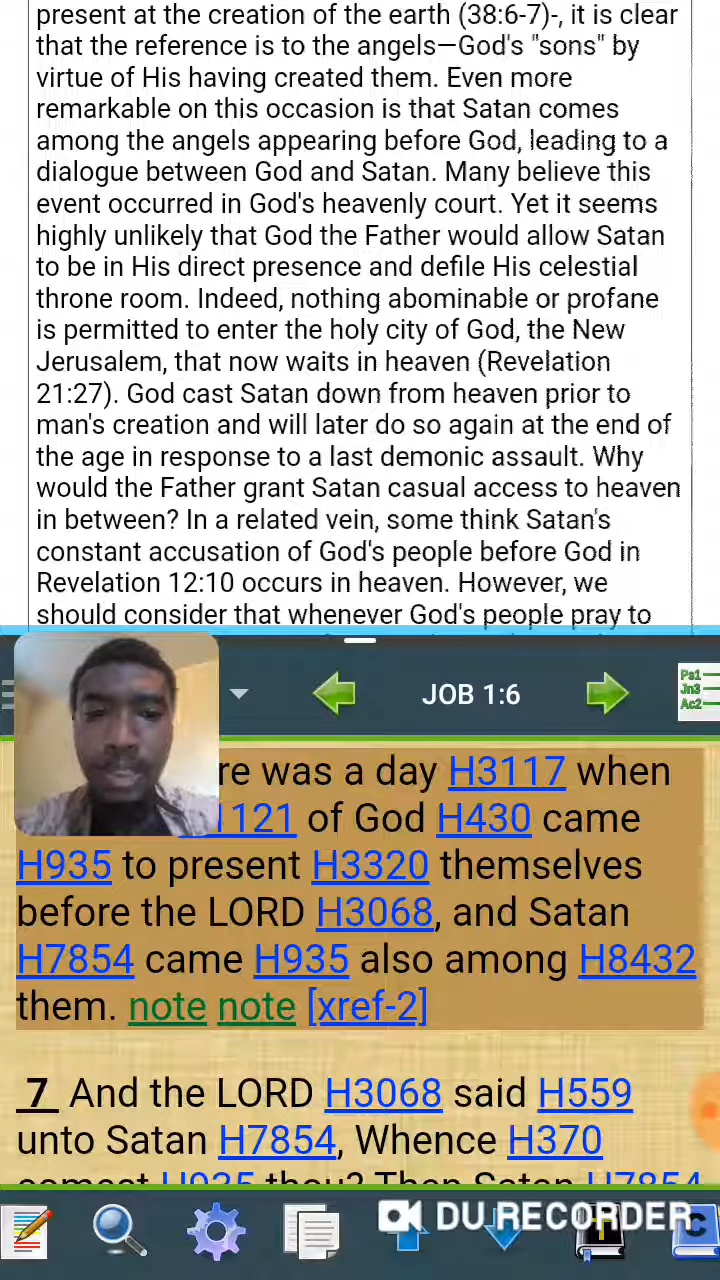 present at the creation of the earth (38:6-7)-, it is clear
that the reference is to the angels—God's "sons" by
virtue of His having created them. Even more
remarkable on this occasion is that Satan comes
among the angels appearing before God, leading to a
dialogue between God and Satan. Many believe this
event occurred in God's heavenly court. Yet it seems
highly unlikely that God the Father would allow Satan
to be in His direct presence and defile His celestial
throne room. Indeed, nothing abominable or profane
is permitted to enter the holy city of God, the New
Jerusalem, that now waits in heaven (Revelation
21:27). God cast Satan down from heaven prior to
man's creation and will later do so again at the end of
the age in response to a last demonic assault. Why
would the Father grant Satan casual access to heaven
in between? In a related vein, some think Satan's
constant accusation of God's people before God in
Revelation 12:10 occurs in heaven. However, we
should consider that whenever God's people pray to
JOB 1:6
Ps1
Jn3
Ac2
re was a day H3117 when
1121 of God H430 came
H935 to present H3320 themselves
before the LORD H3068, and Satan
H7854 came H935 also among H8432
them. note note [xref-2]
7 And the LORD H3068 said H559
unto Satan H7854, Whence H370
comest H935 thou? Then Satan H7854
DU RECORDER
C